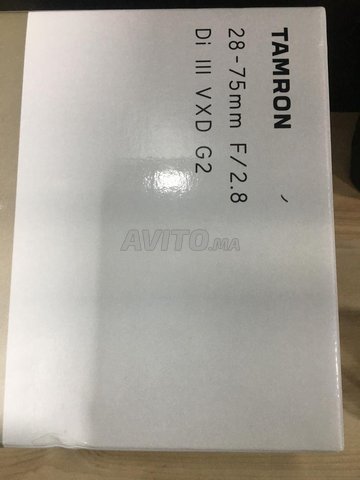 TAMRON
28-75mm F/2.8
Di III VXD G2
AVITO.ma